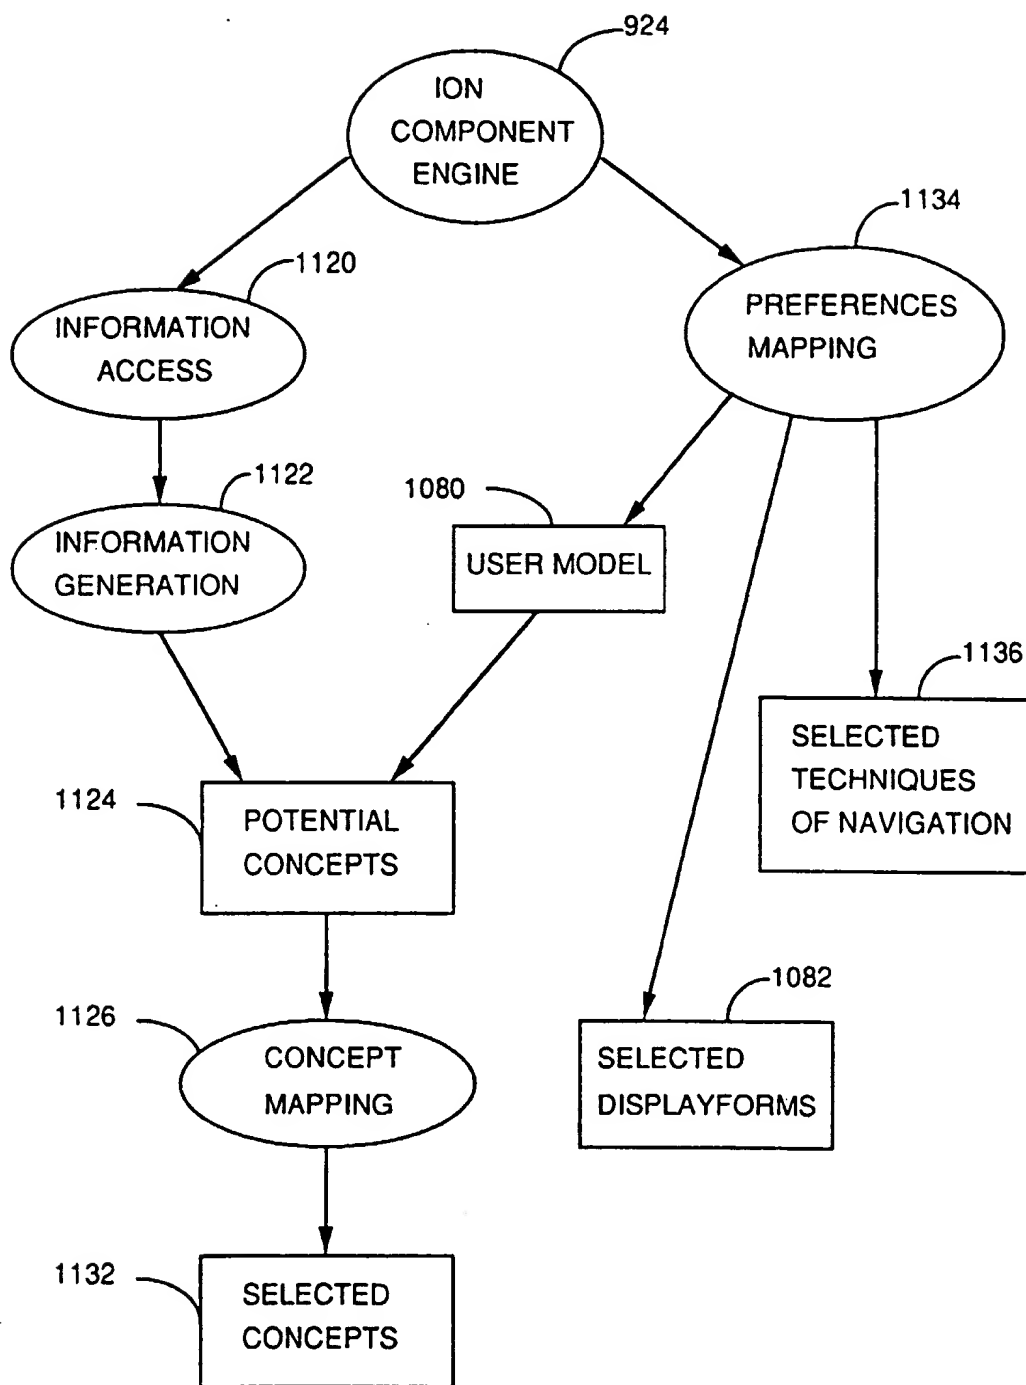 924
ION
COMPONENT
ENGINE
1134
1120
PREFERENCES
MAPPING
INFORMATION
ACCESS
1122
1080
INFORMATION
GENERATION
USER MODEL
1136
SELECTED
TECHNIQUES
OF NAVIGATION
1124
POTENTIAL
CONCEPTS
1082
1126
CONCEPT
MAPPING
SELECTED
DISPLAYFORMS
1132
SELECTED
CONCEPTS